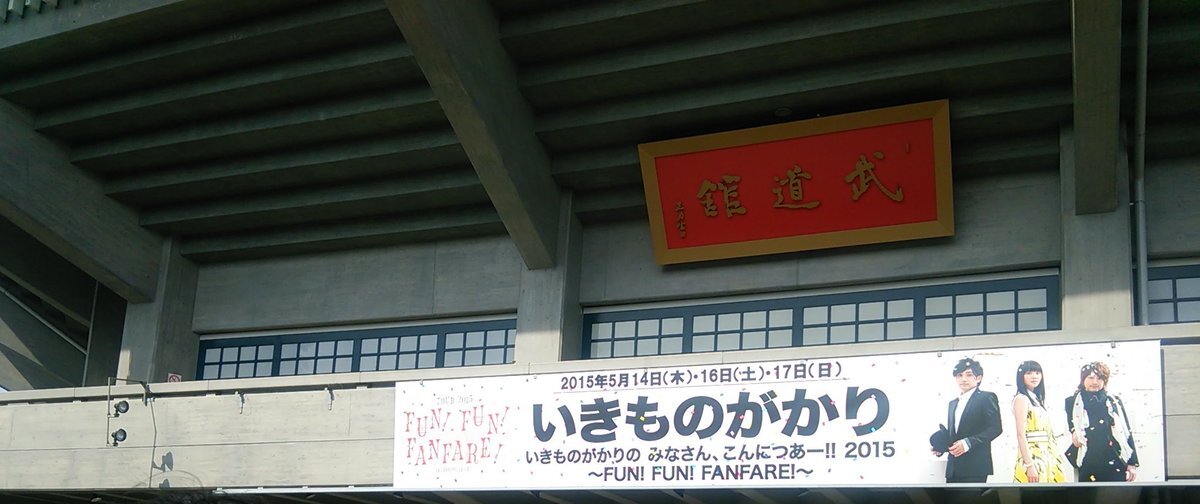 武道館
TOUR 2015
FUN! FUN!
FANFARE!
2015年5月14日(木)・16日(土)・17日(日)
いきものがかり
いきものがかりの みなさん、こんにつあー!! 2015
〜FUN! FUN! FANFARE!〜